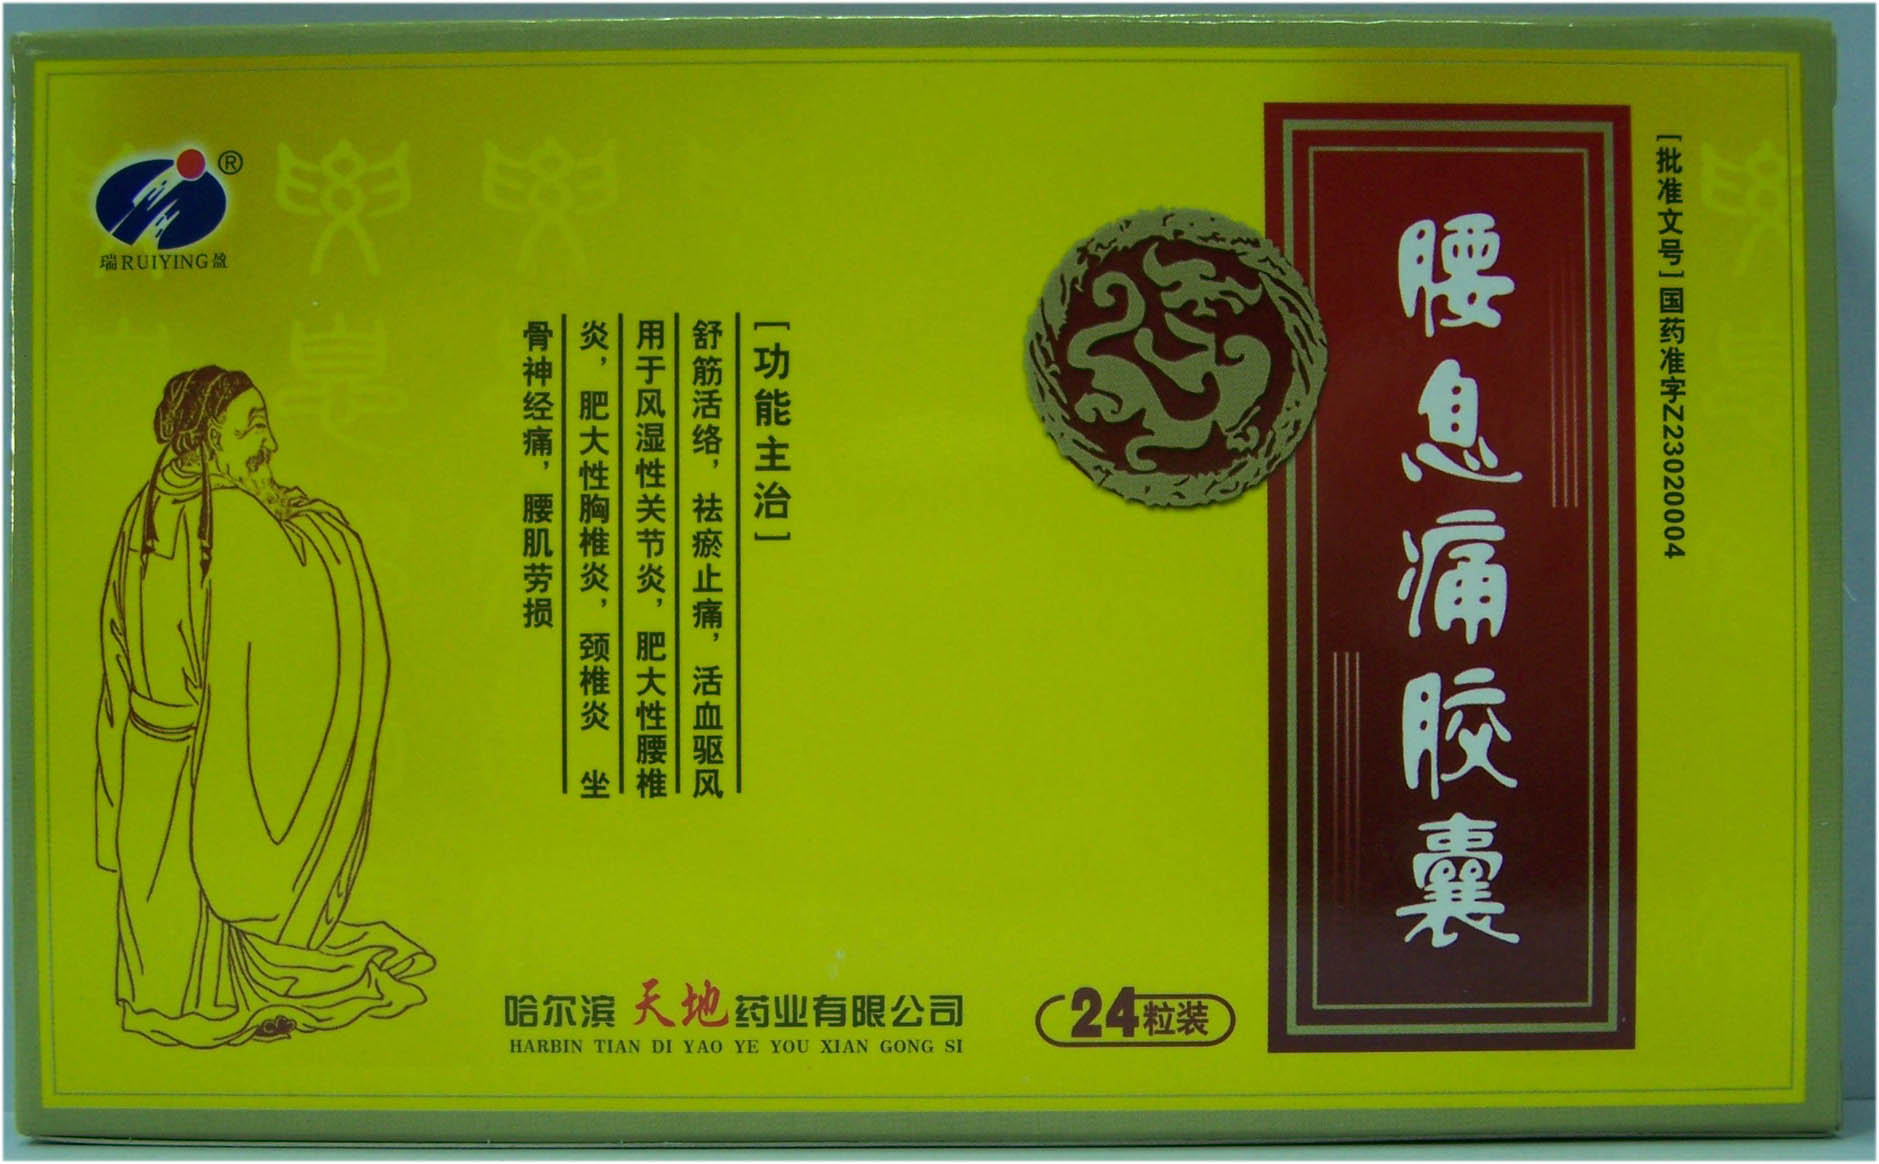 [批准文号]国药准字Z23020004
腰息痛胶囊
[功能主治]
舒筋活络，祛瘀止痛，活血驱风
用于风湿性关节炎，肥大性腰椎
炎，肥大性胸椎炎，颈椎炎 坐
骨神经痛，腰肌劳损
瑞RUIYING盈
®
哈尔滨天地药业有限公司
HARBIN TIAN DI YAO YE YOU XIAN GONG SI
24粒装